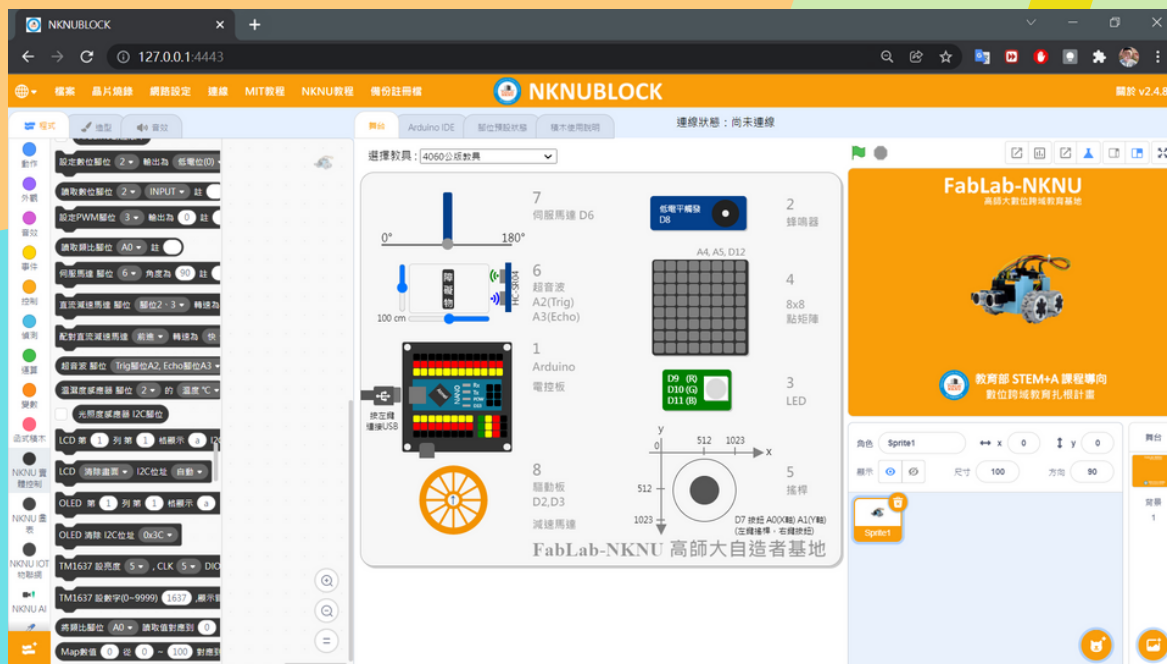 NKNUBLOCK
127.0.0.1:4443
檔案 晶片燒錄 網路設定 連線 MIT教程 NKNU教程 備份註冊檔
NKNUBLOCK
關於 v2.4.8
程式 造型 音效
舞台 Arduino IDE 腳位預設狀態 積木使用說明
連線狀態：尚未連線
選擇教具： 4060公版教具
動作
外觀
音效
事件
控制
偵測
運算
變數
函式積木
NKNU 實體控制
NKNU 圖表
NKNU IOT 物聯網
NKNU AI
設定數位腳位 2 輸出為 低電位(0)
讀取數位腳位 2 INPUT 註
設定PWM腳位 3 輸出為 0 註
讀取類比腳位 A0 註
伺服馬達 腳位 6 角度為 90 註
直流減速馬達 腳位 腳位2、3 轉速為
配對直流減速馬達 前進 轉速為 快
超音波 腳位 Trig腳位A2, Echo腳位A3
溫濕度感應器 腳位 2 的 溫度℃
光照度感應器 I2C腳位
LCD 第 1 列 第 1 格顯示 a I2C
LCD 清除畫面 I2C位址 自動
OLED 第 1 列 第 1 格顯示 a
OLED 清除 I2C位址 0x3C
TM1637 設亮度 5 , CLK 5 DIO
TM1637 設數字(0~9999) 1637 ,顯示
將類比腳位 A0 讀取值對應到 0
Map數值 0 從 0 ~ 100 對應到
7
伺服馬達 D6
0° 180°
6
超音波
A2(Trig)
A3(Echo)
障礙物
HC-SR04
100 cm
1
Arduino
電控板
NANO
按左鍵
連接USB
8
驅動板
D2,D3
減速馬達
低電平觸發
D8
2
蜂鳴器
A4, A5, D12
4
8x8
點矩陣
D9 (R)
D10 (G)
D11 (B)
3
LED
y
0 512 1023 x
512
1023
5
搖桿
D7 按鈕 A0(X軸) A1(Y軸)
(左鍵搖桿，右鍵按鈕)
FabLab-NKNU 高師大自造者基地
FabLab-NKNU
高師大數位跨域教育基地
教育部 STEM+A 課程導向
數位跨域教育扎根計畫
角色 Sprite1 x 0 y 0
顯示 尺寸 100 方向 90
Sprite1
舞台
背景
1